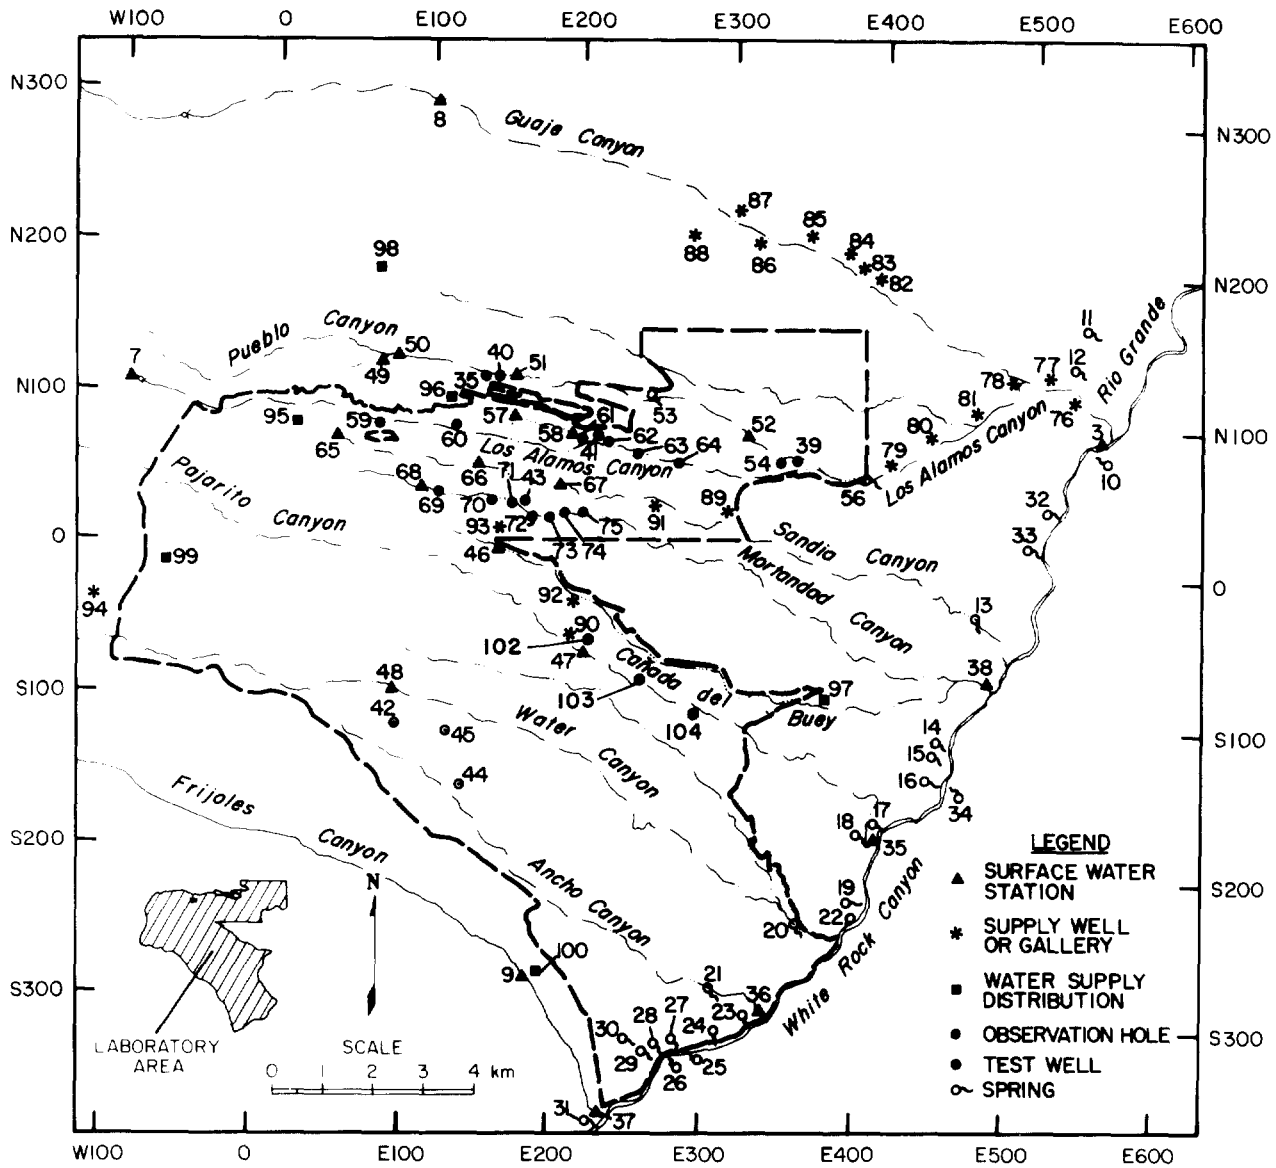 W100 0 E100 E200 E300 E400 E500 E600
N300
8
Guaje Canyon
N300
87
85
84
83
82
88
86
N200
98
N200
11
12
Rio Grande
Pueblo Canyon
7
50
49
40
51
35
77
78
N100
96
95
59
57
61
53
81
76
3
N100
65
60
58
41
62
63
64
52
54
39
80
79
Los Alamos Canyon
Los Alamos Canyon
10
56
Pajarito Canyon
68
69
66
71
43
67
70
89
91
32
93
72
75
73
74
33
0
46
Sandia Canyon
Mortandad Canyon
99
94
92
0
90
13
102
47
Cañada del Buey
48
38
S100
42
103
97
45
Water Canyon
104
14
S100
15
44
16
34
Frijoles Canyon
17
18
35
S200
Ancho Canyon
19
S200
20
22
White Rock Canyon
N
100
9
21
36
S300
23
27
28
24
30
S300
29
25
26
31
37
LABORATORY
AREA
SCALE
0 1 2 3 4 km
LEGEND
SURFACE WATER
STATION
SUPPLY WELL
OR GALLERY
WATER SUPPLY
DISTRIBUTION
OBSERVATION HOLE
TEST WELL
SPRING
W100 0 E100 E200 E300 E400 E500 E600